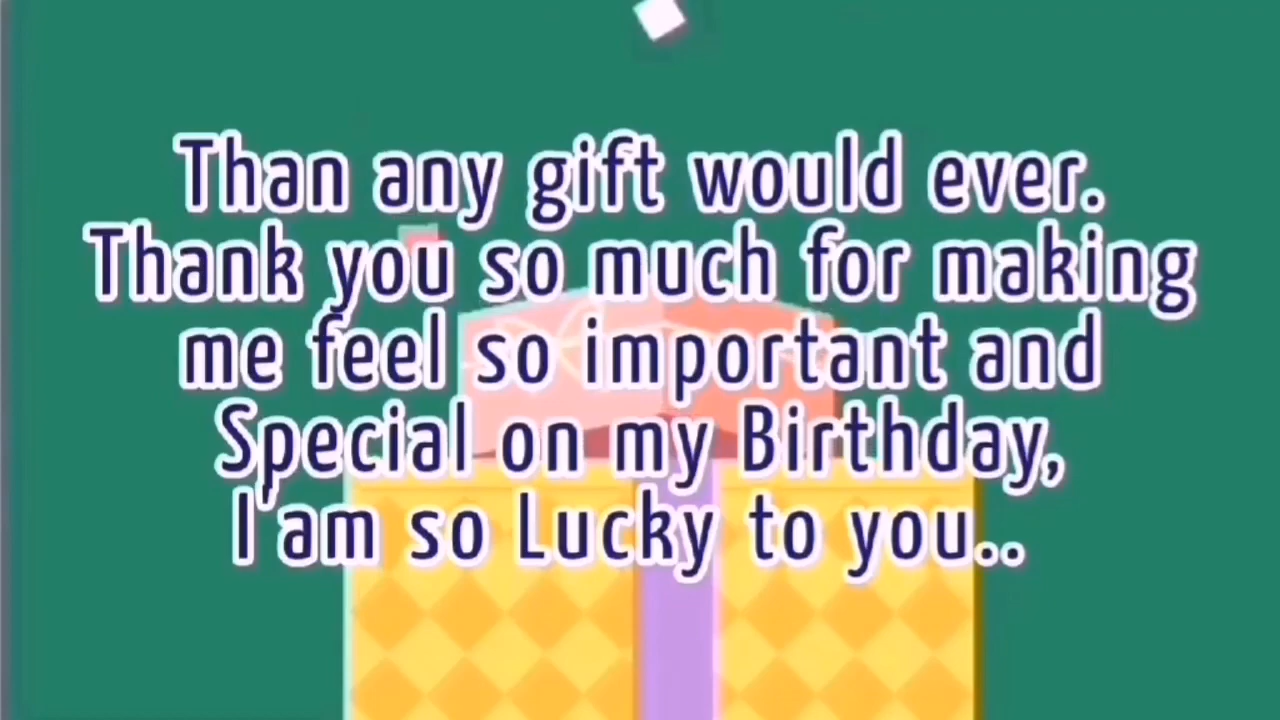 Than any gift would ever.
Thank you so much for making
me feel so important and
Special on my Birthday,
I'am so Lucky to you..